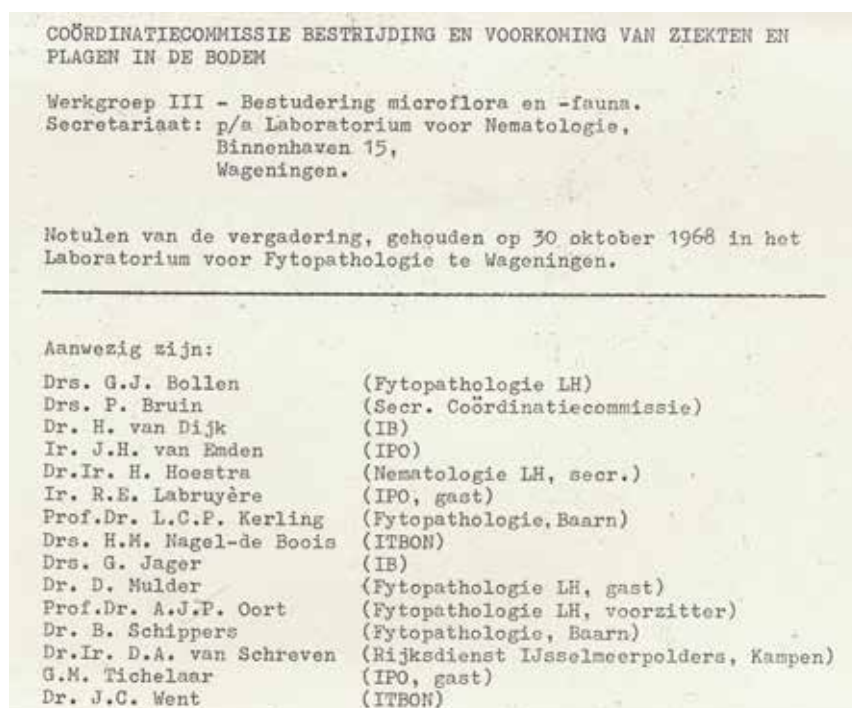 COÖRDINATIECOMMISSIE BESTRIJDING EN VOORKOMING VAN ZIEKTEN EN
PLAGEN IN DE BODEM
Werkgroep III - Bestudering microflora en -fauna.
Secretariaat: p/a Laboratorium voor Nematologie,
Binnenhaven 15,
Wageningen.
Notulen van de vergadering, gehouden op 30 oktober 1968 in het
Laboratorium voor Fytopathologie te Wageningen.
Aanwezig zijn:
Drs. G.J. Bollen (Fytopathologie LH)
Drs. P. Bruin (Secr. Coördinatiecommissie)
Dr. H. van Dijk (IB)
Ir. J.H. van Emden (IPO)
Dr.Ir. H. Hoestra (Nematologie LH, secr.)
Ir. R.E. Labruyère (IPO, gast)
Prof.Dr. L.C.P. Kerling (Fytopathologie, Baarn)
Drs. H.M. Nagel-de Boois (ITBON)
Drs. G. Jager (IB)
Dr. D. Mulder (Fytopathologie LH, gast)
Prof.Dr. A.J.P. Oort (Fytopathologie LH, voorzitter)
Dr. B. Schippers (Fytopathologie, Baarn)
Dr.Ir. D.A. van Schreven (Rijksdienst IJsselmeerpolders, Kampen)
G.M. Tichelaar (IPO, gast)
Dr. J.C. Went (ITBON)